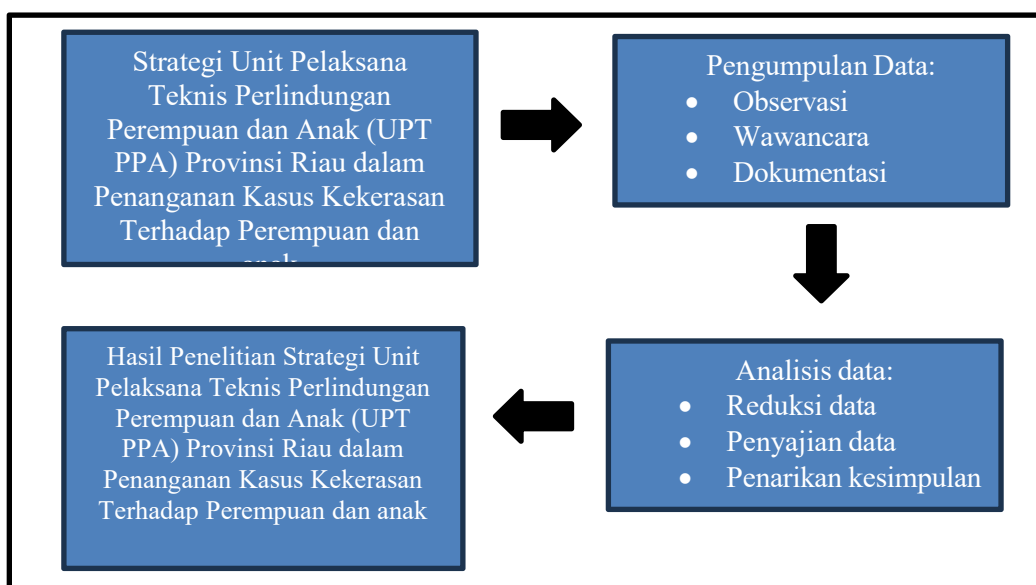 Strategi Unit Pelaksana
Teknis Perlindungan
Perempuan dan Anak (UPT
PPA) Provinsi Riau dalam
Penanganan Kasus Kekerasan
Terhadap Perempuan dan
anak
Pengumpulan Data:
• Observasi
• Wawancara
• Dokumentasi
Analisis data:
• Reduksi data
• Penyajian data
• Penarikan kesimpulan
Hasil Penelitian Strategi Unit
Pelaksana Teknis Perlindungan
Perempuan dan Anak (UPT
PPA) Provinsi Riau dalam
Penanganan Kasus Kekerasan
Terhadap Perempuan dan anak